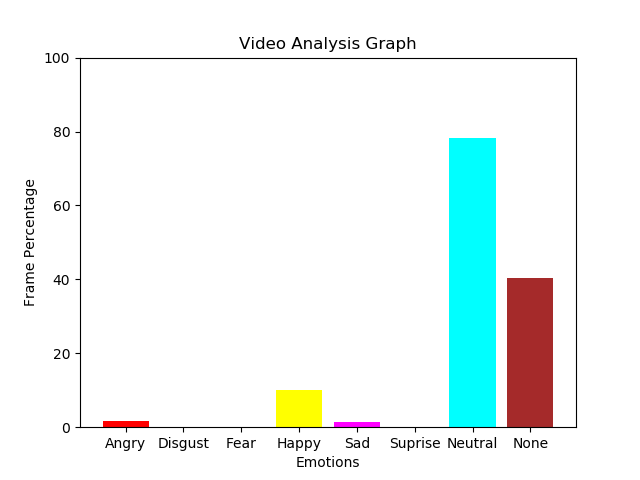 Video Analysis Graph
100
80
60
40
20
0
Frame Percentage
Angry Disgust Fear Happy Sad Suprise Neutral None
Emotions